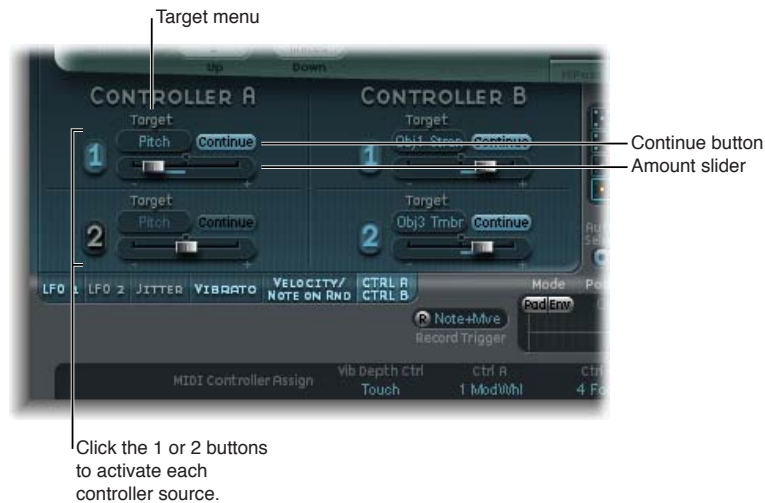 Target menu
Up Down
CONTROLLER A CONTROLLER B
Target Target
Pitch Continue Obj1 Continue
Continue button
1 1
Amount slider
- + - +
Target Target
Pitch Continue Obj3 Tmbr Continue
2 2
- + - +
LFO 1 LFO 2 JITTER VIBRATO VELOCITY/ NOTE ON RND CTRL A CTRL B
Mode
Pad Env
R Note+Mve
Record Trigger
MIDI Controller Assign
Vib Depth Ctrl Ctrl A
Touch 1 ModWhl
Click the 1 or 2 buttons
to activate each
controller source.